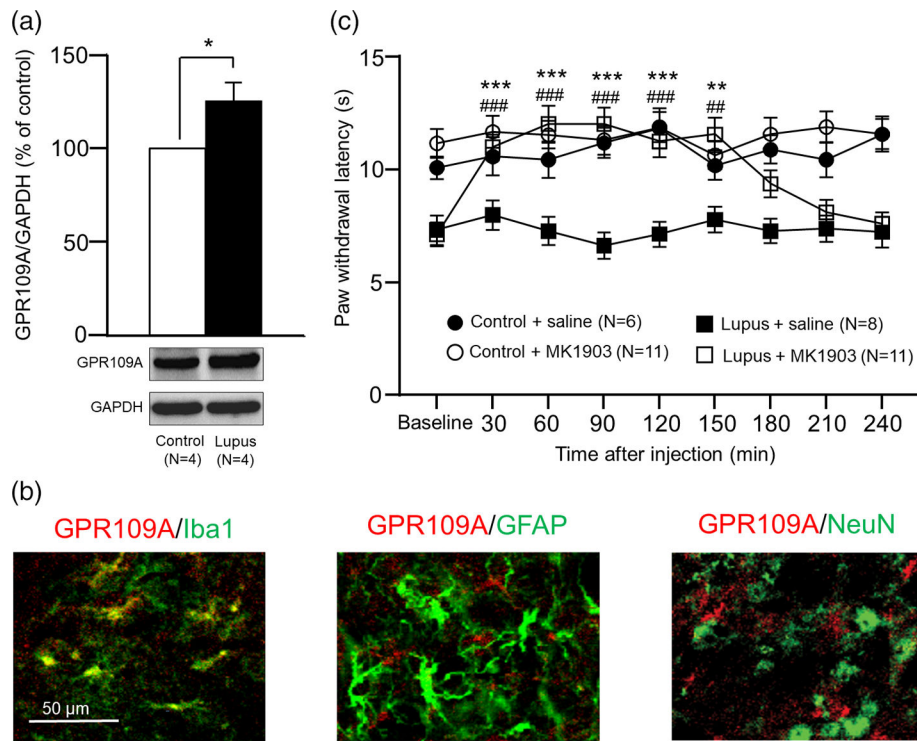 (a)
GPR109A/GAPDH (% of control)
150
100
50
0
*
GPR109A
GAPDH
Control Lupus
(N=4) (N=4)
(c)
Paw withdrawal latency (s)
15
10
5
0
*** *** *** *** **
### ### ### ### ##
Control + saline (N=6)
Control + MK1903 (N=11)
Lupus + saline (N=8)
Lupus + MK1903 (N=11)
Baseline 30 60 90 120 150 180 210 240
Time after injection (min)
(b)
GPR109A/Iba1
GPR109A/GFAP
GPR109A/NeuN
50 µm